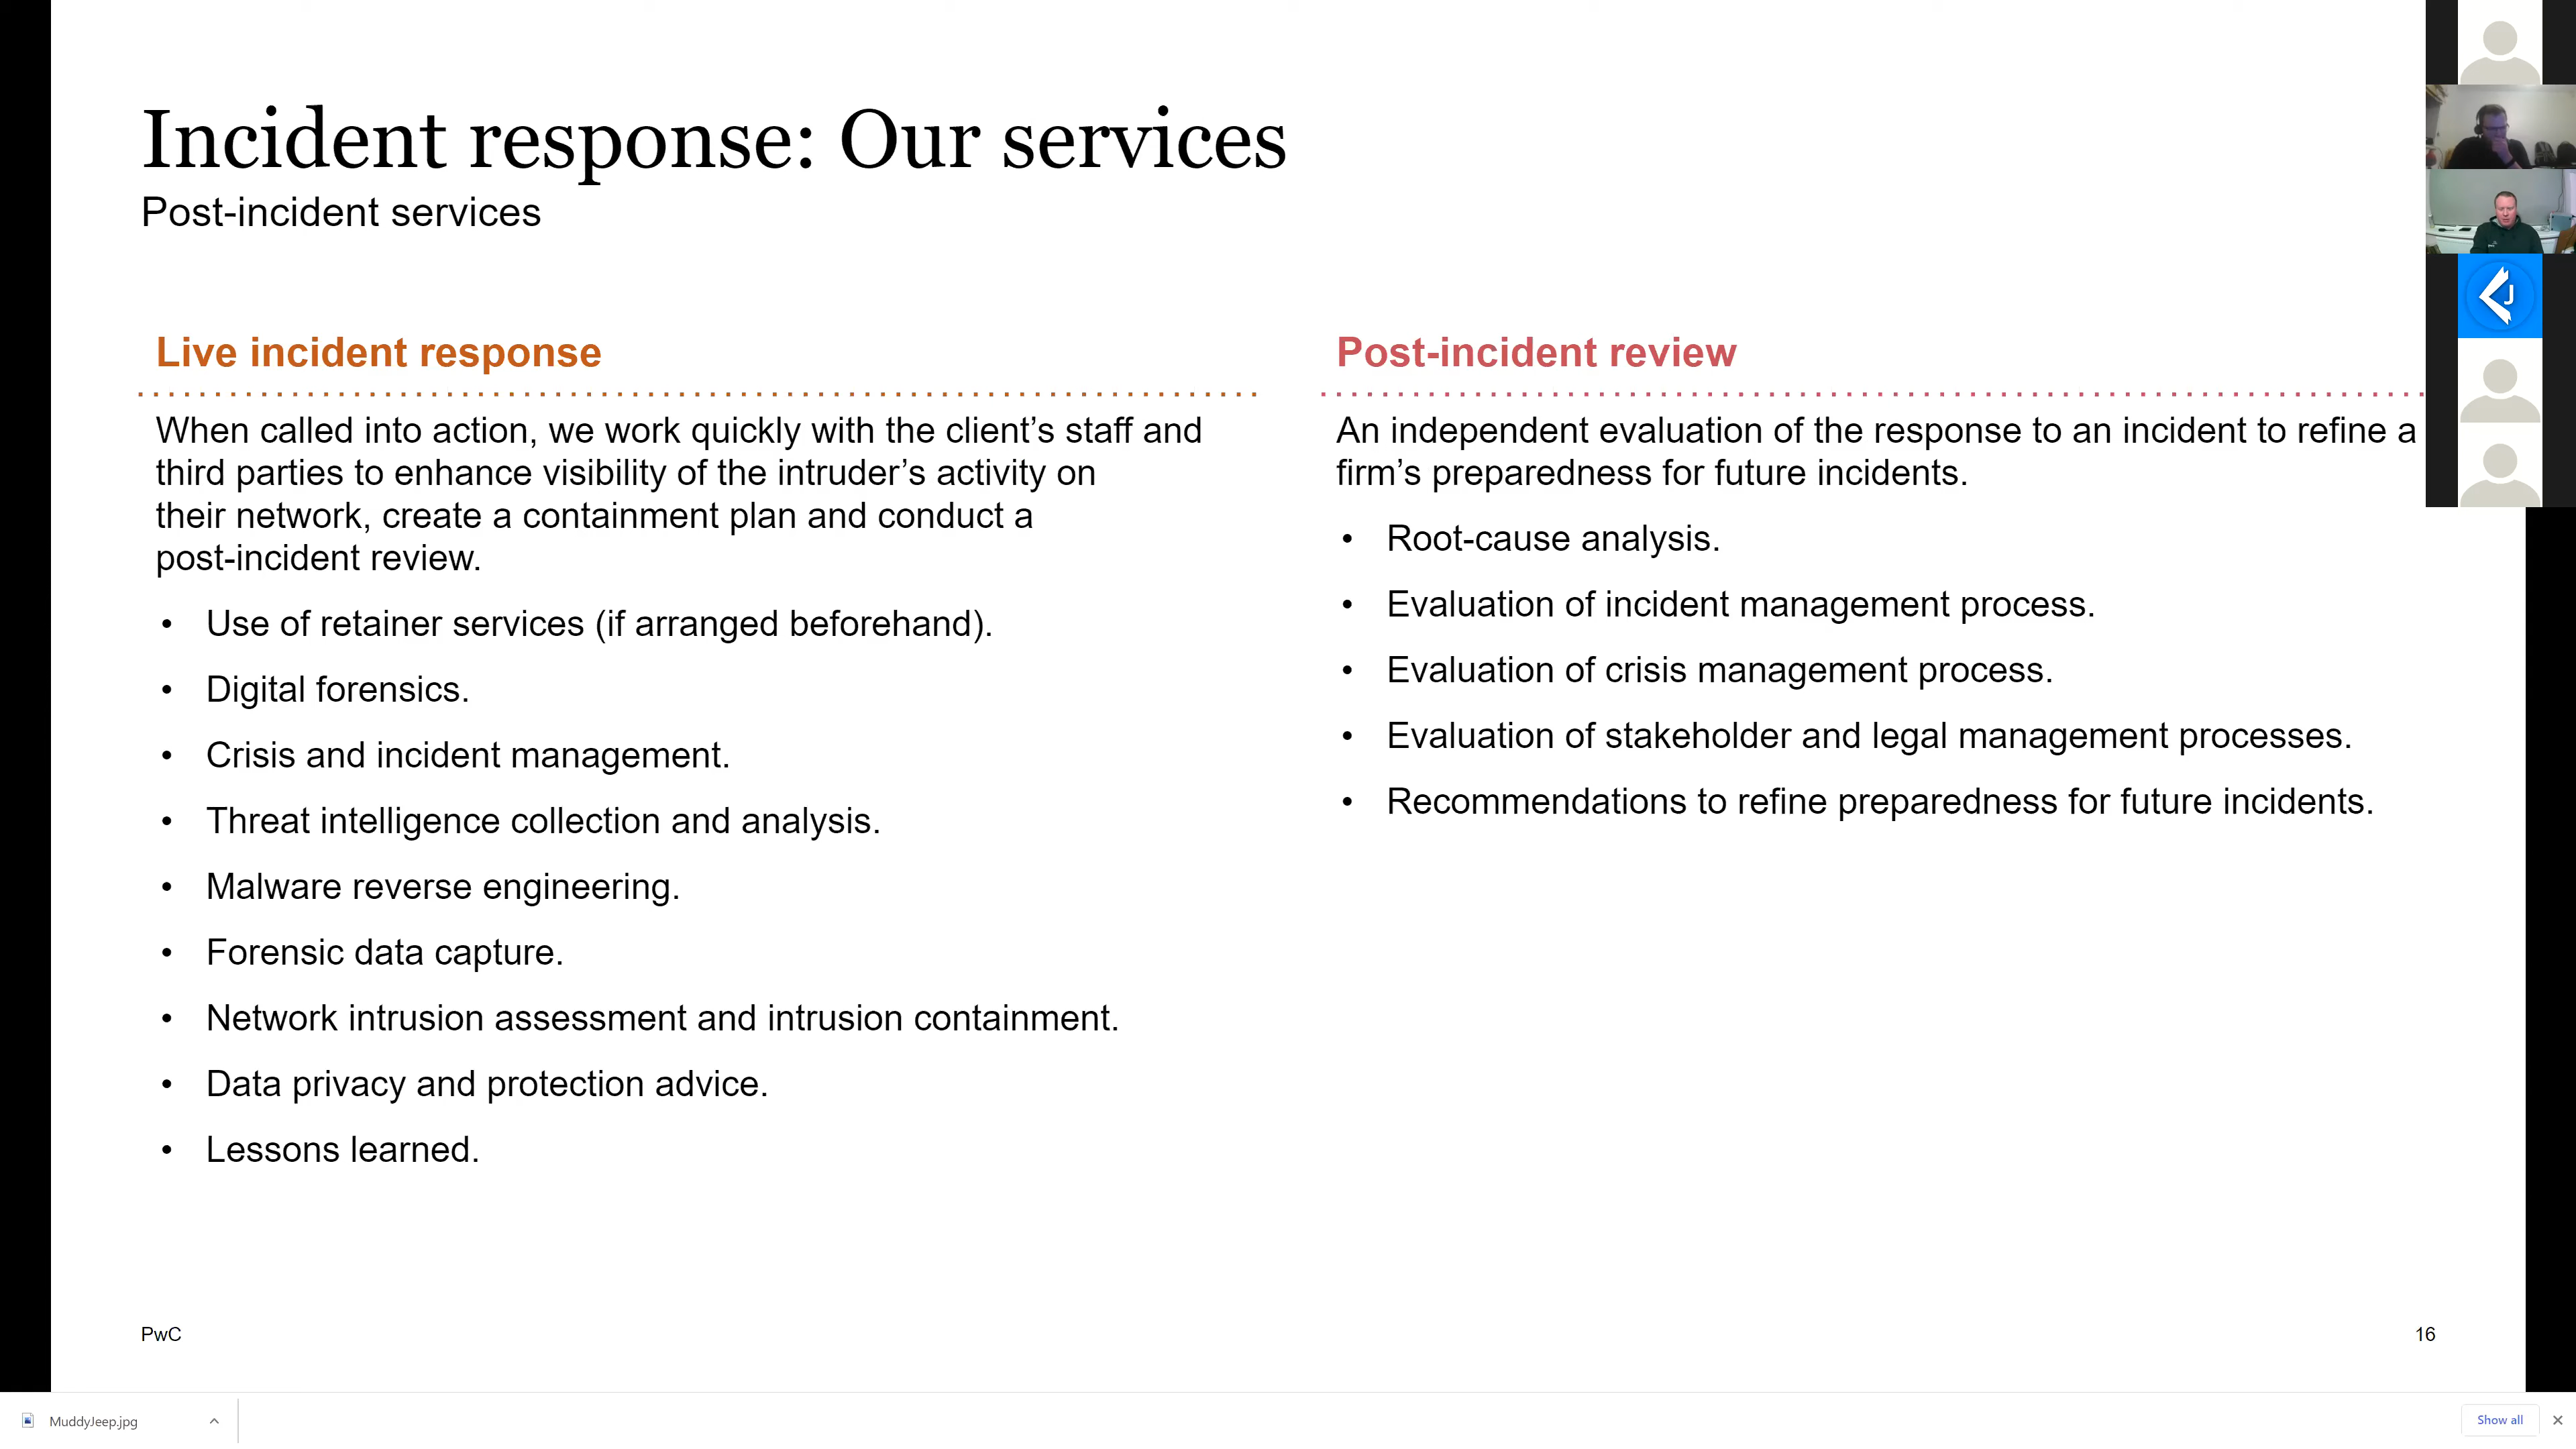 Incident response: Our services
Post-incident services
Live incident response
When called into action, we work quickly with the client’s staff and
third parties to enhance visibility of the intruder’s activity on
their network, create a containment plan and conduct a
post-incident review.
• Use of retainer services (if arranged beforehand).
• Digital forensics.
• Crisis and incident management.
• Threat intelligence collection and analysis.
• Malware reverse engineering.
• Forensic data capture.
• Network intrusion assessment and intrusion containment.
• Data privacy and protection advice.
• Lessons learned.
Post-incident review
An independent evaluation of the response to an incident to refine a
firm’s preparedness for future incidents.
• Root-cause analysis.
• Evaluation of incident management process.
• Evaluation of crisis management process.
• Evaluation of stakeholder and legal management processes.
• Recommendations to refine preparedness for future incidents.
J
PwC
16
MuddyJeep.jpg
Show all